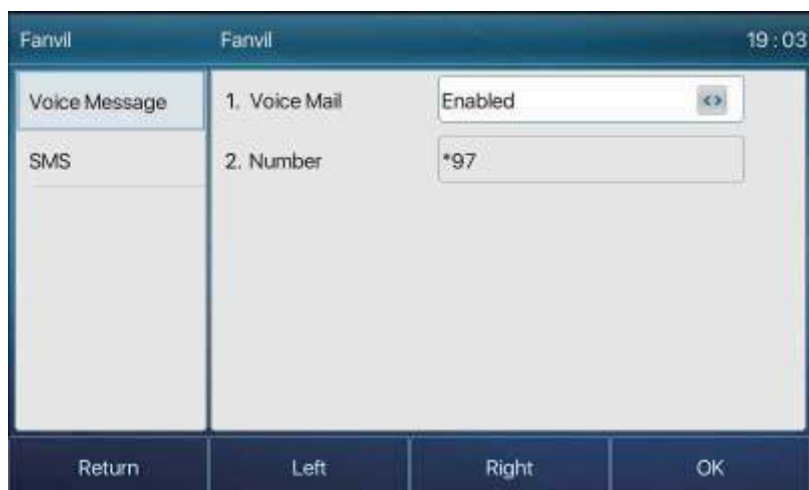 Fanvil Fanvil 19:03
Voice Message
SMS
1. Voice Mail Enabled <>
2. Number *97
Return Left Right OK